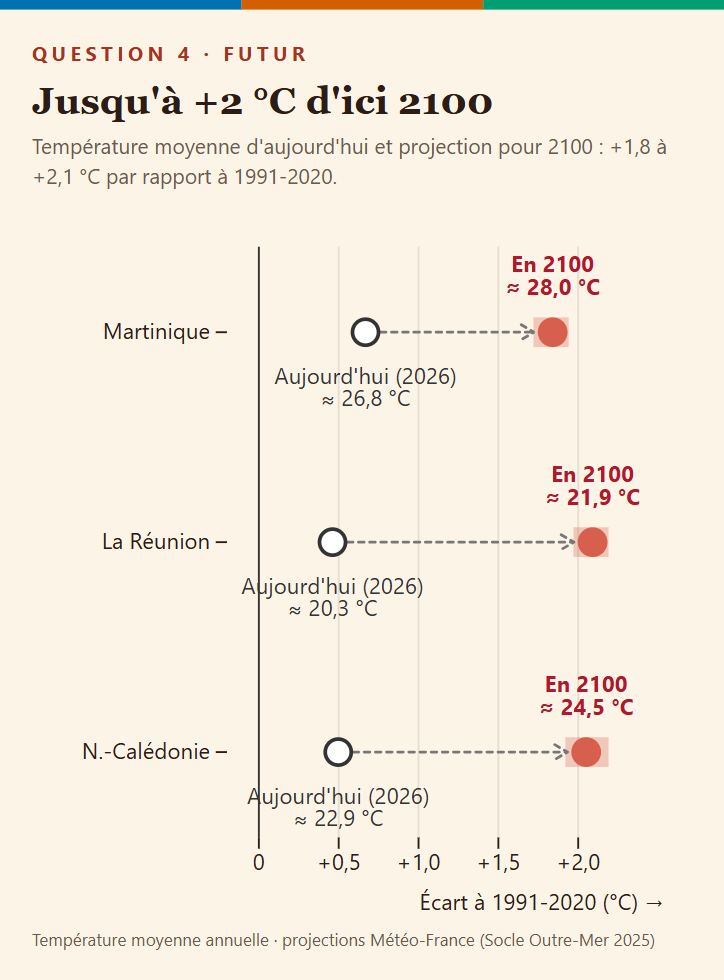 QUESTION 4 · FUTUR
Jusqu'à +2 °C d'ici 2100
Température moyenne d'aujourd'hui et projection pour 2100 : +1,8 à
+2,1 °C par rapport à 1991-2020.
En 2100
≈ 28,0 °C
Martinique
Aujourd'hui (2026)
≈ 26,8 °C
En 2100
≈ 21,9 °C
La Réunion
Aujourd'hui (2026)
≈ 20,3 °C
En 2100
≈ 24,5 °C
N.-Calédonie
Aujourd'hui (2026)
≈ 22,9 °C
0 +0,5 +1,0 +1,5 +2,0
Écart à 1991-2020 (°C) →
Température moyenne annuelle · projections Météo-France (Socle Outre-Mer 2025)